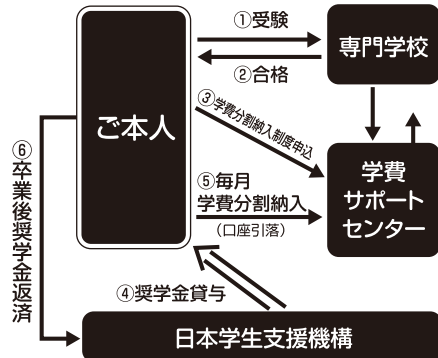 ①受験
専門学校
②合格
ご本人
③学費分割納入制度申込
学費
サポート
センター
⑤毎月
学費分割納入
(口座引落)
⑥卒業後奨学金返済
④奨学金貸与
日本学生支援機構